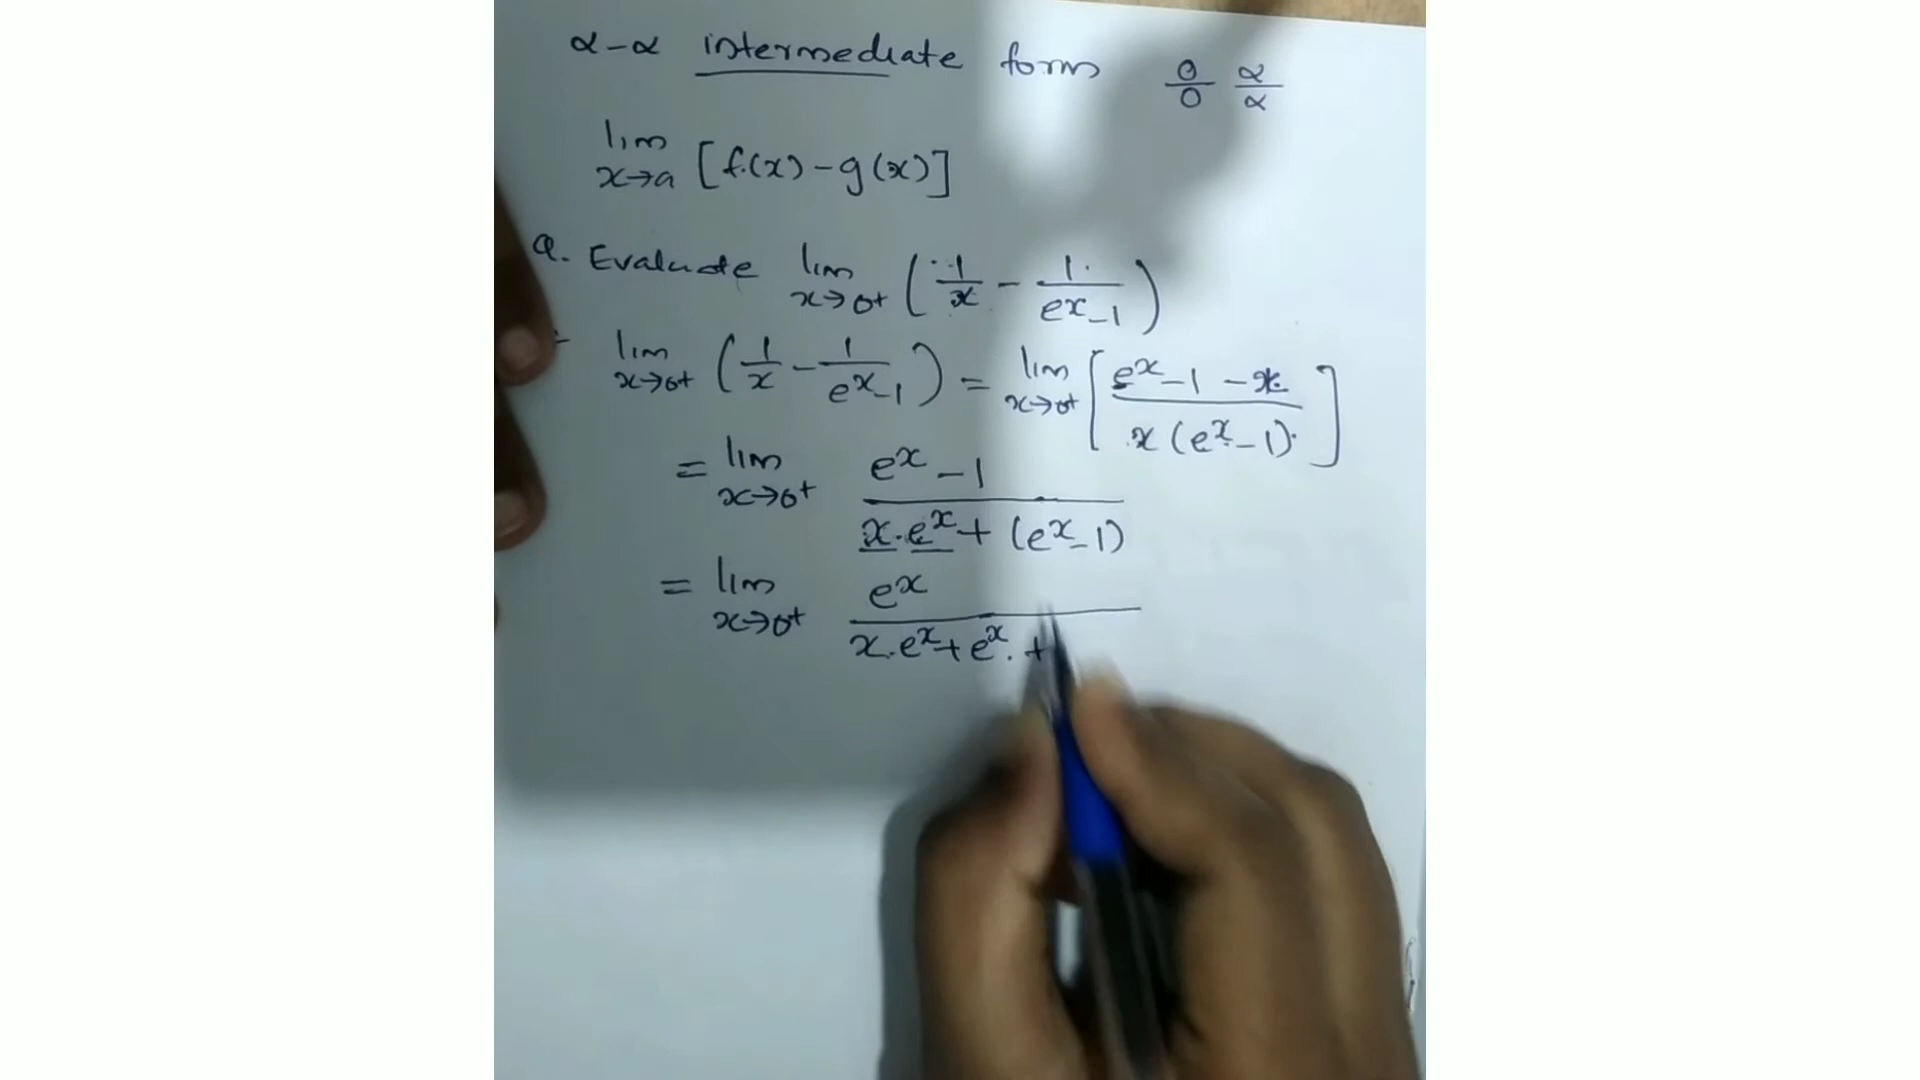 ∝-∝ intermediate form 0/0 ∝/∝
lim x→a [f(x) - g(x)]
Q. Evaluate lim x→0+ (1/x - 1/(e^x-1))
lim x→0+ (1/x - 1/(e^x-1)) = lim x→0+ [(e^x-1-x)/(x(e^x-1))]
= lim x→0+ (e^x-1)/(x.e^x+(e^x-1))
= lim x→0+ e^x/(x.e^x+e^x.+